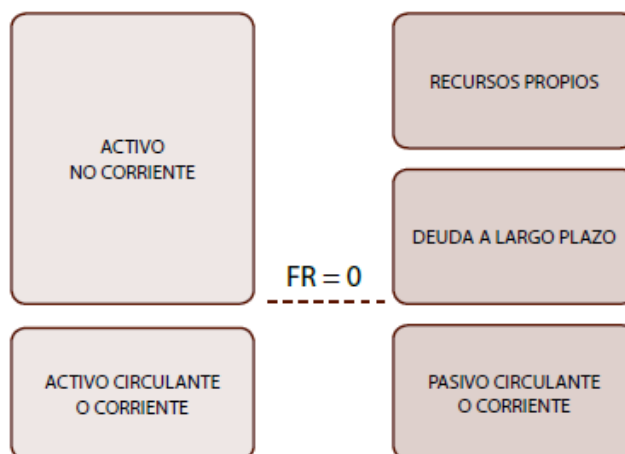 ACTIVO
NO CORRIENTE
ACTIVO CIRCULANTE
O CORRIENTE
FR = 0
RECURSOS PROPIOS
DEUDA A LARGO PLAZO
PASIVO CIRCULANTE
O CORRIENTE